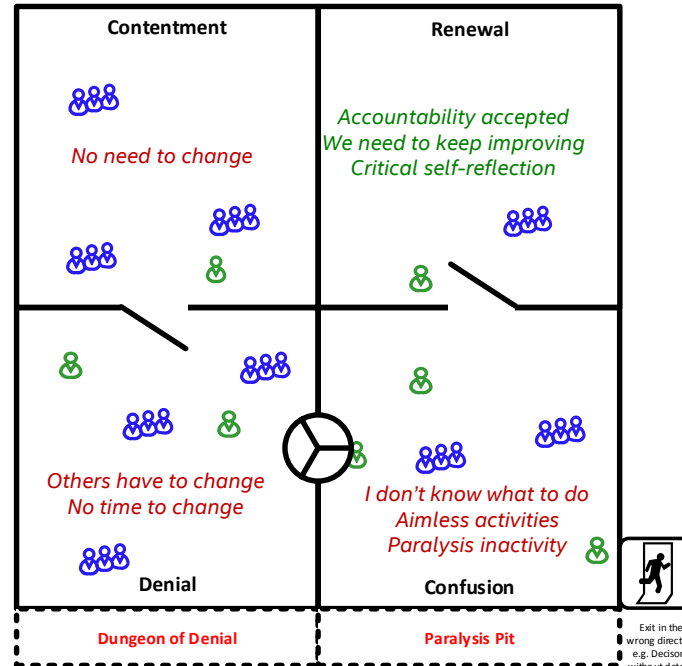 Contentment
Renewal
No need to change
Accountability accepted
We need to keep improving
Critical self-reflection
Others have to change
No time to change
I don't know what to do
Aimless activities
Paralysis inactivity
Denial
Confusion
Dungeon of Denial
Paralysis Pit
Exit in the
wrong direct
e.g. Decison
without